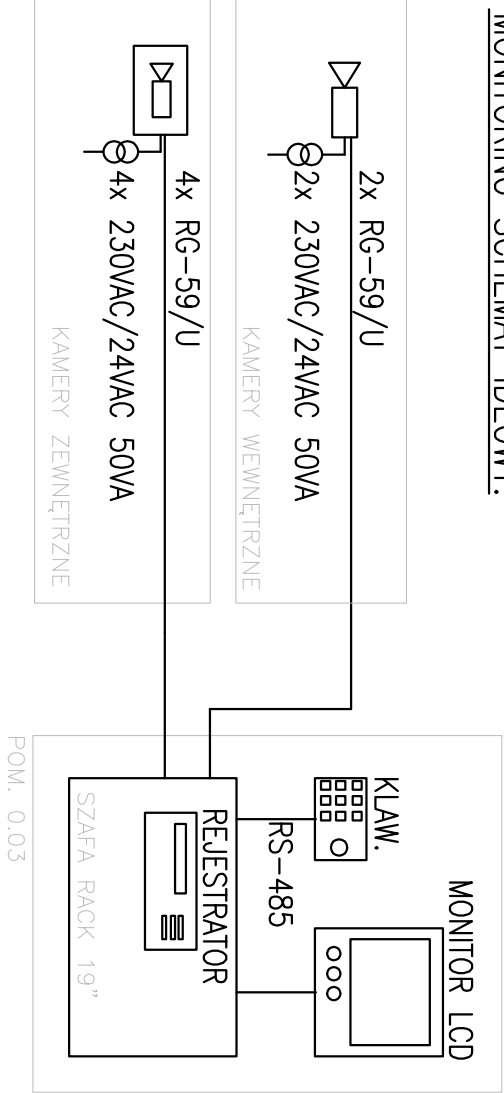 MONITORING SCHEMAT IDEOWY.
2x RG-59/U
2x 230VAC/24VAC 50VA
KAMERY WEWNĘTRZNE
4x RG-59/U
4x 230VAC/24VAC 50VA
KAMERY ZEWNĘTRZNE
MONITOR LCD
KLAW.
RS-485
REJESTRATOR
SZAFA RACK 19"
POM. 0.03